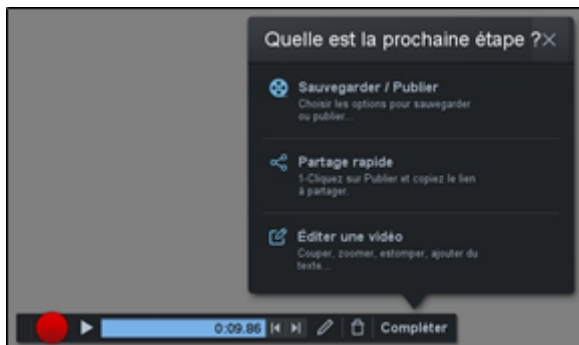 Quelle est la prochaine étape ?
Sauvegarder / Publier
Choisir les options pour sauvegarder
ou publier...
Partage rapide
1-Cliquez sur Publier et copiez le lien
à partager.
Éditer une vidéo
Couper, zoomer, estomper, ajouter du
texte...
0:09.86
Compléter